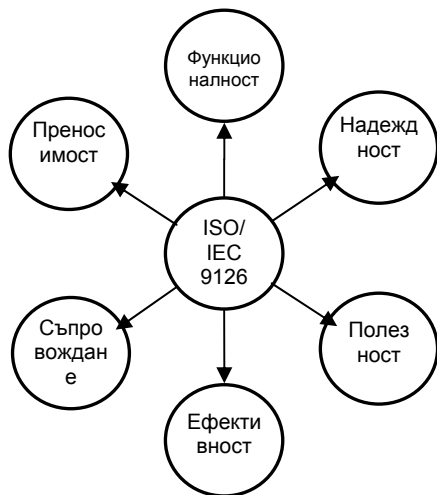 Функцио
налност
Пренос
имост
Надежд
ност
ISO/
IEC
9126
Съпро
вождан
е
Полез
ност
Ефекти
вност